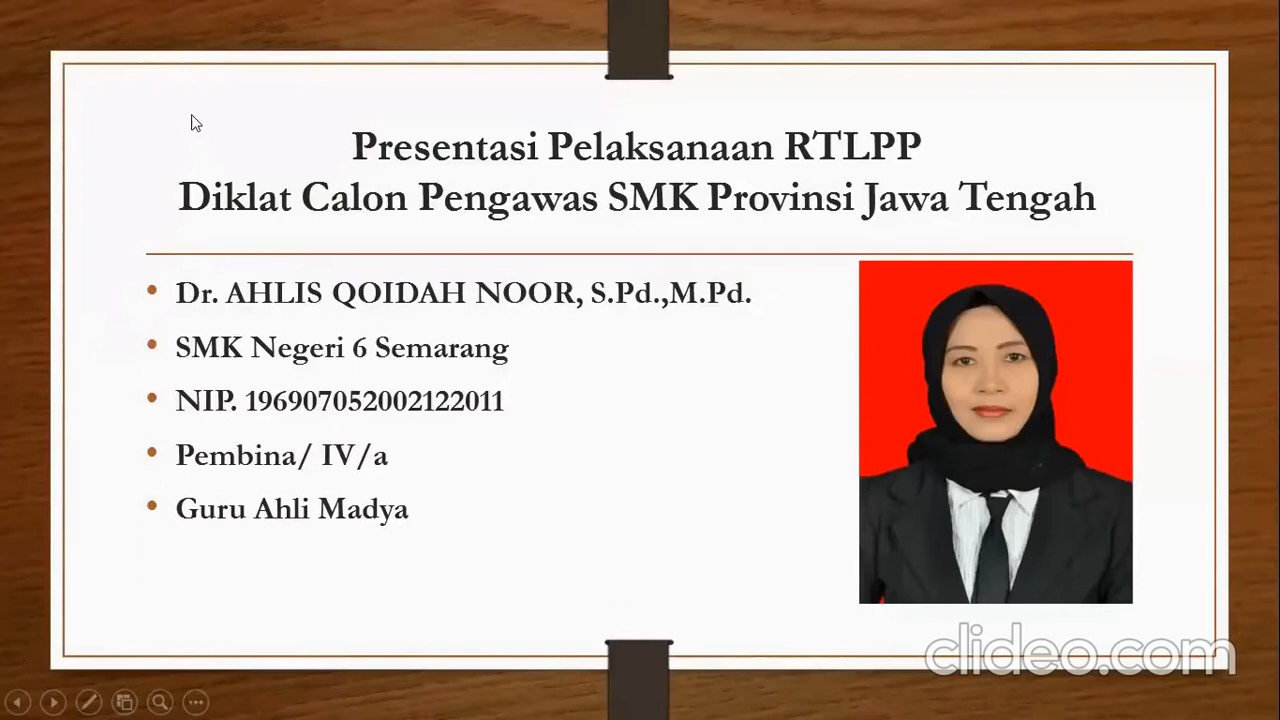 Presentasi Pelaksanaan RTLPP
Diklat Calon Pengawas SMK Provinsi Jawa Tengah
• Dr. AHLIS QOIDAH NOOR, S.Pd.,M.Pd.
• SMK Negeri 6 Semarang
• NIP. 196907052002122011
• Pembina/ IV/a
• Guru Ahli Madya
clideo.com